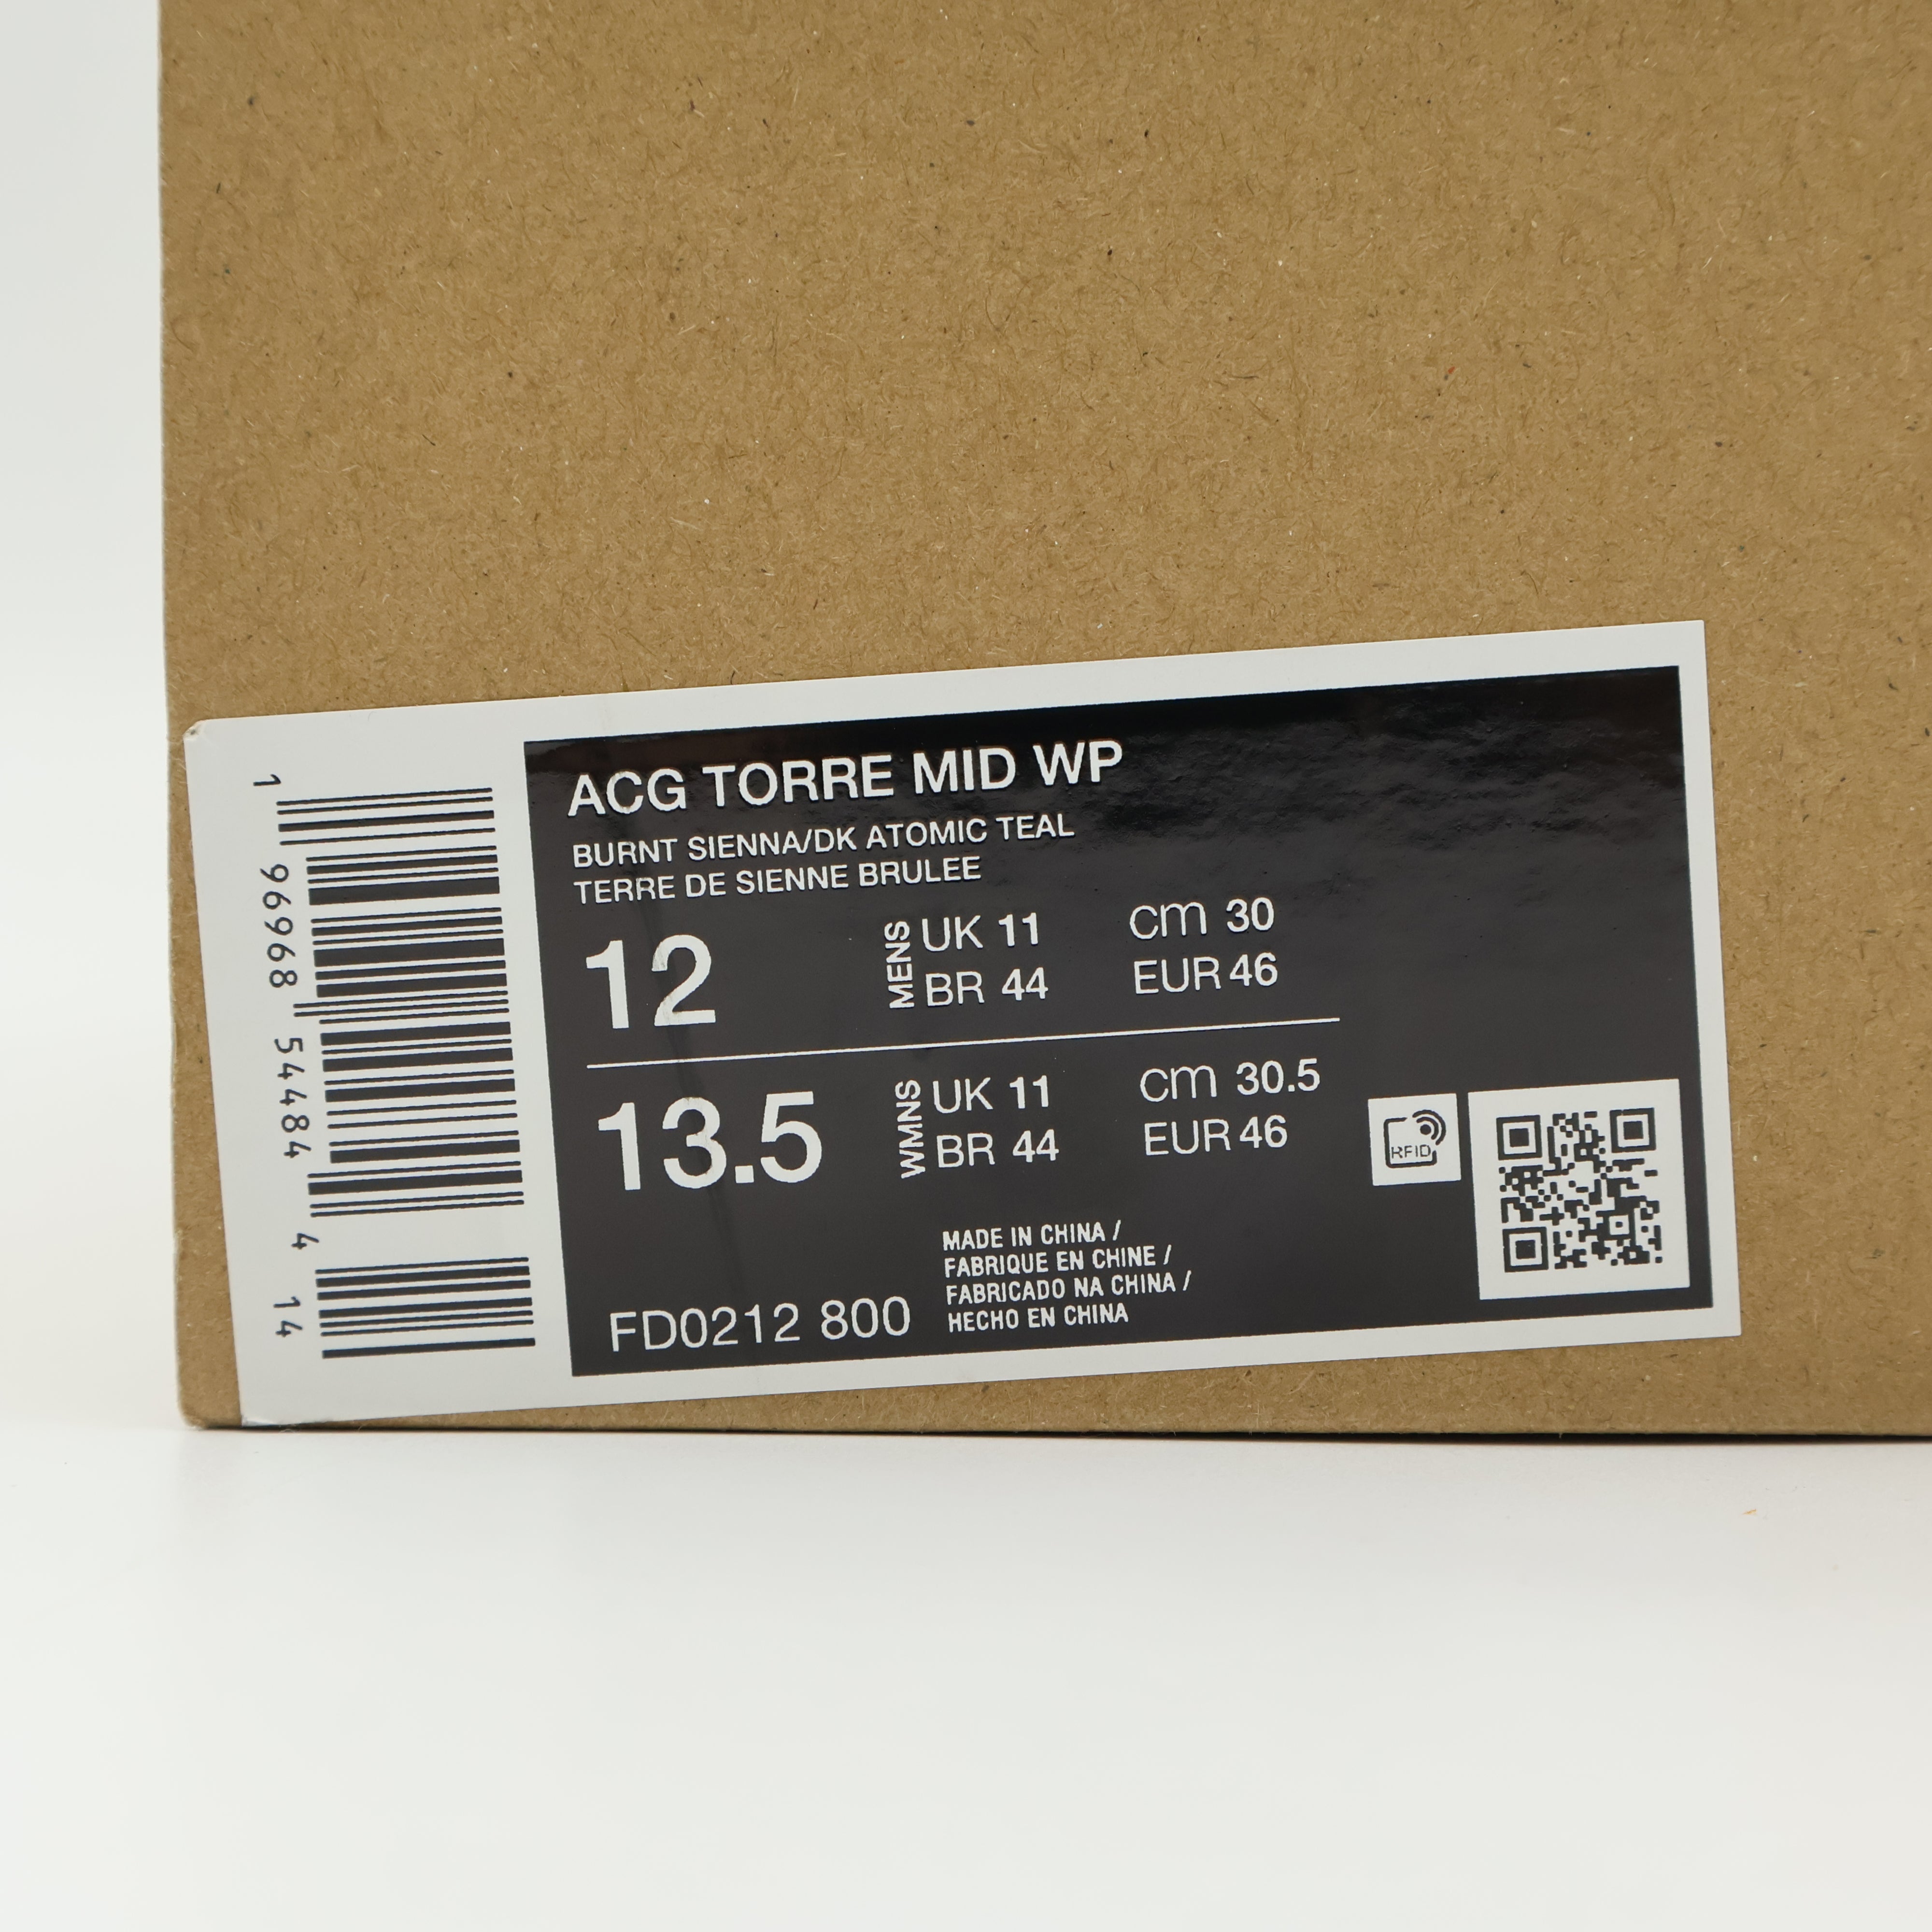 ACG TORRE MID WP
BURNT SIENNA/DK ATOMIC TEAL
TERRE DE SIENNE BRULEE
12 MENS UK 11 cm 30
BR 44 EUR 46
13.5 WMNS UK 11 cm 30.5
BR 44 EUR 46
RFID
MADE IN CHINA /
FABRIQUE EN CHINE /
FABRICADO NA CHINA /
HECHO EN CHINA
FD0212 800
1 96968 54484 4 14